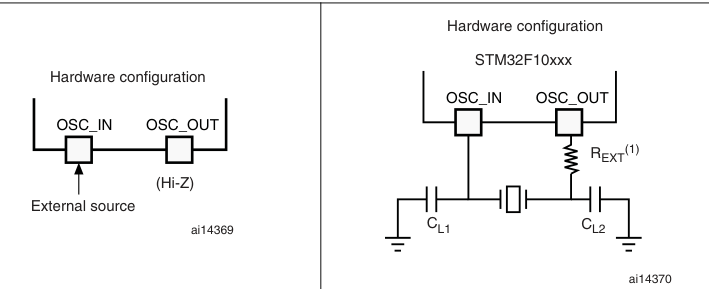 Hardware configuration
OSC_IN OSC_OUT
(Hi-Z)
External source
ai14369
Hardware configuration
STM32F10xxx
OSC_IN OSC_OUT
REXT(1)
CL1 CL2
ai14370